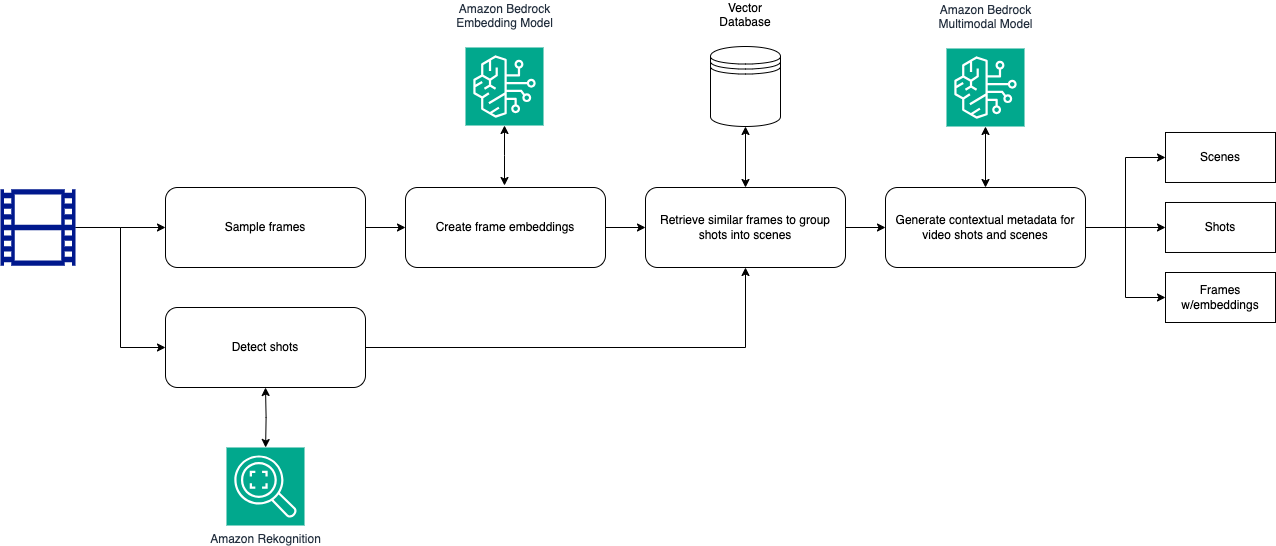 Amazon Bedrock
Embedding Model
Vector
Database
Amazon Bedrock
Multimodal Model
Sample frames
Create frame embeddings
Retrieve similar frames to group
shots into scenes
Generate contextual metadata for
video shots and scenes
Scenes
Shots
Frames
w/embeddings
Detect shots
Amazon Rekognition